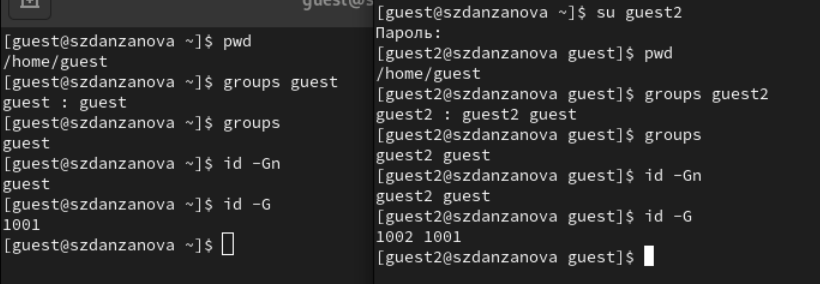 guest@s
[guest@szdanzanova ~]$ pwd
/home/guest
[guest@szdanzanova ~]$ groups guest
guest : guest
[guest@szdanzanova ~]$ groups
guest
[guest@szdanzanova ~]$ id -Gn
guest
[guest@szdanzanova ~]$ id -G
1001
[guest@szdanzanova ~]$
[guest@szdanzanova ~]$ su guest2
Пароль:
[guest2@szdanzanova guest]$ pwd
/home/guest
[guest2@szdanzanova guest]$ groups guest2
guest2 : guest2 guest
[guest2@szdanzanova guest]$ groups
guest2 guest
[guest2@szdanzanova guest]$ id -Gn
guest2 guest
[guest2@szdanzanova guest]$ id -G
1002 1001
[guest2@szdanzanova guest]$